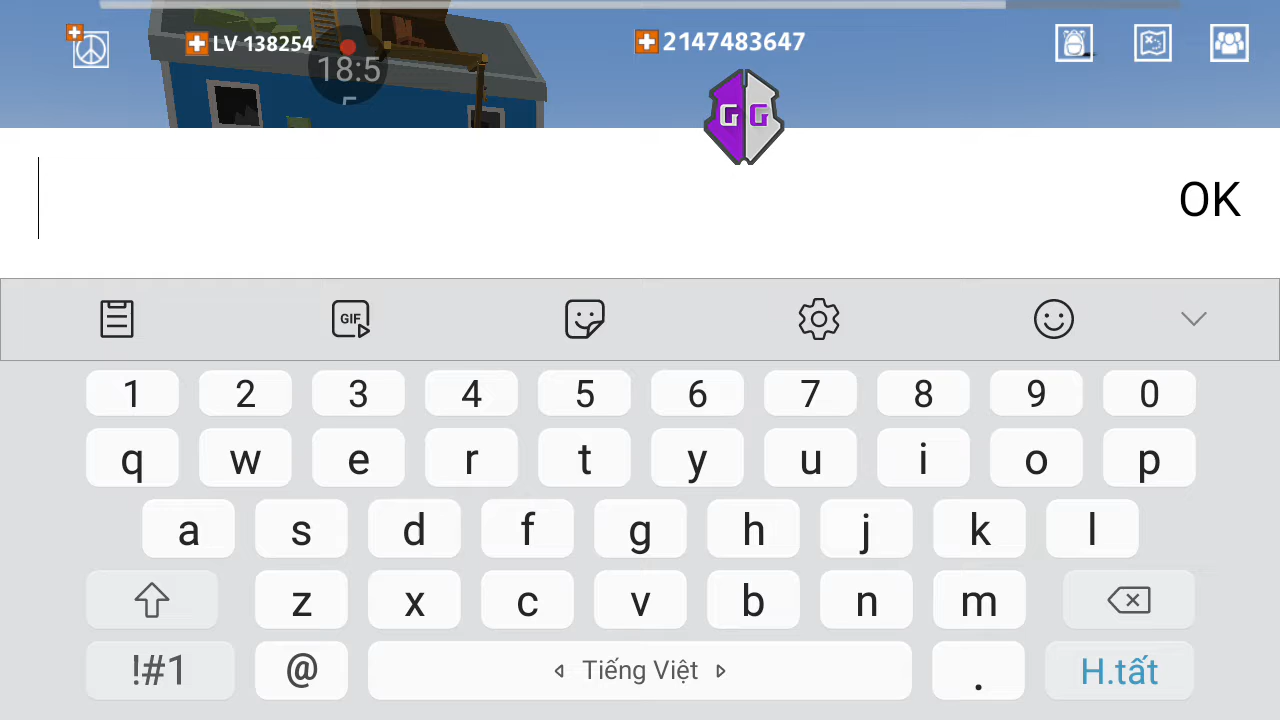 LV 138254
2147483647
18:5
G G
OK
GIF
1 2 3 4 5 6 7 8 9 0
q w e r t y u i o p
a s d f g h j k l
z x c v b n m
!#1 @ Tiếng Việt . H.tất